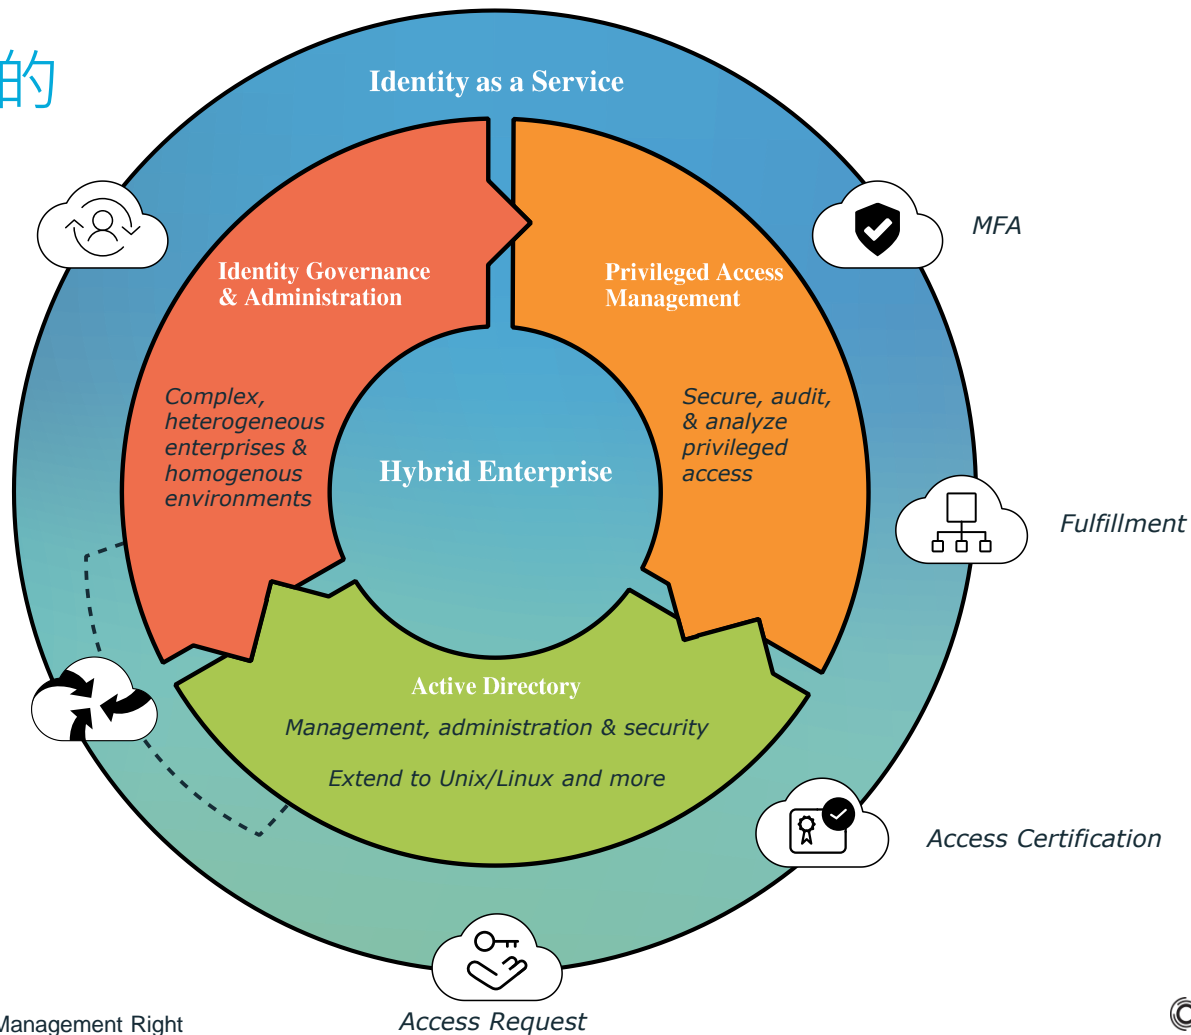 的
Identity as a Service
MFA
Identity Governance
& Administration
Privileged Access
Management
Complex,
heterogeneous
enterprises &
homogenous
environments
Secure, audit,
& analyze
privileged
access
Hybrid Enterprise
Fulfillment
Active Directory
Management, administration & security
Extend to Unix/Linux and more
Access Certification
Access Request
Management Right